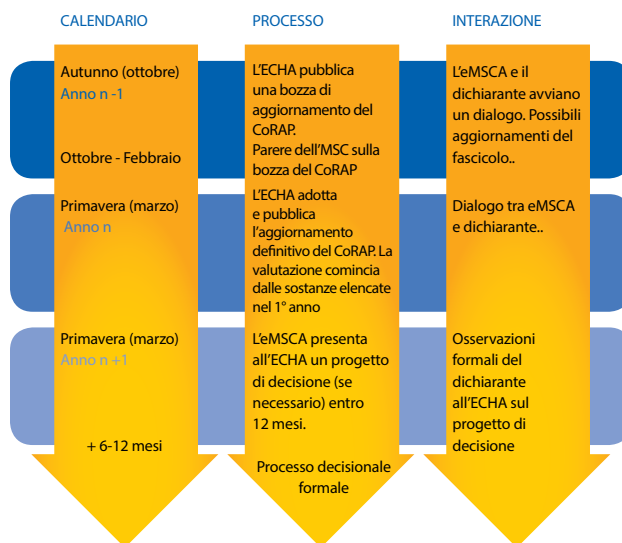 CALENDARIO
PROCESSO
INTERAZIONE
Autunno (ottobre)
Anno n -1
Ottobre - Febbraio
L'ECHA pubblica
una bozza di
aggiornamento del
CoRAP.
Parere dell'MSC sulla
bozza del CoRAP
L'eMSCA e il
dichiarante avviano
un dialogo. Possibili
aggiornamenti del
fascicolo..
Primavera (marzo)
Anno n
L'ECHA adotta
e pubblica
l'aggiornamento
definitivo del CoRAP. La
valutazione comincia
dalle sostanze elencate
nel 1° anno
Dialogo tra eMSCA
e dichiarante..
Primavera (marzo)
Anno n +1
+ 6-12 mesi
L'eMSCA presenta
all'ECHA un progetto
di decisione (se
necessario) entro
12 mesi.
Processo decisionale
formale
Osservazioni
formali del
dichiarante
all'ECHA sul
progetto di
decisione